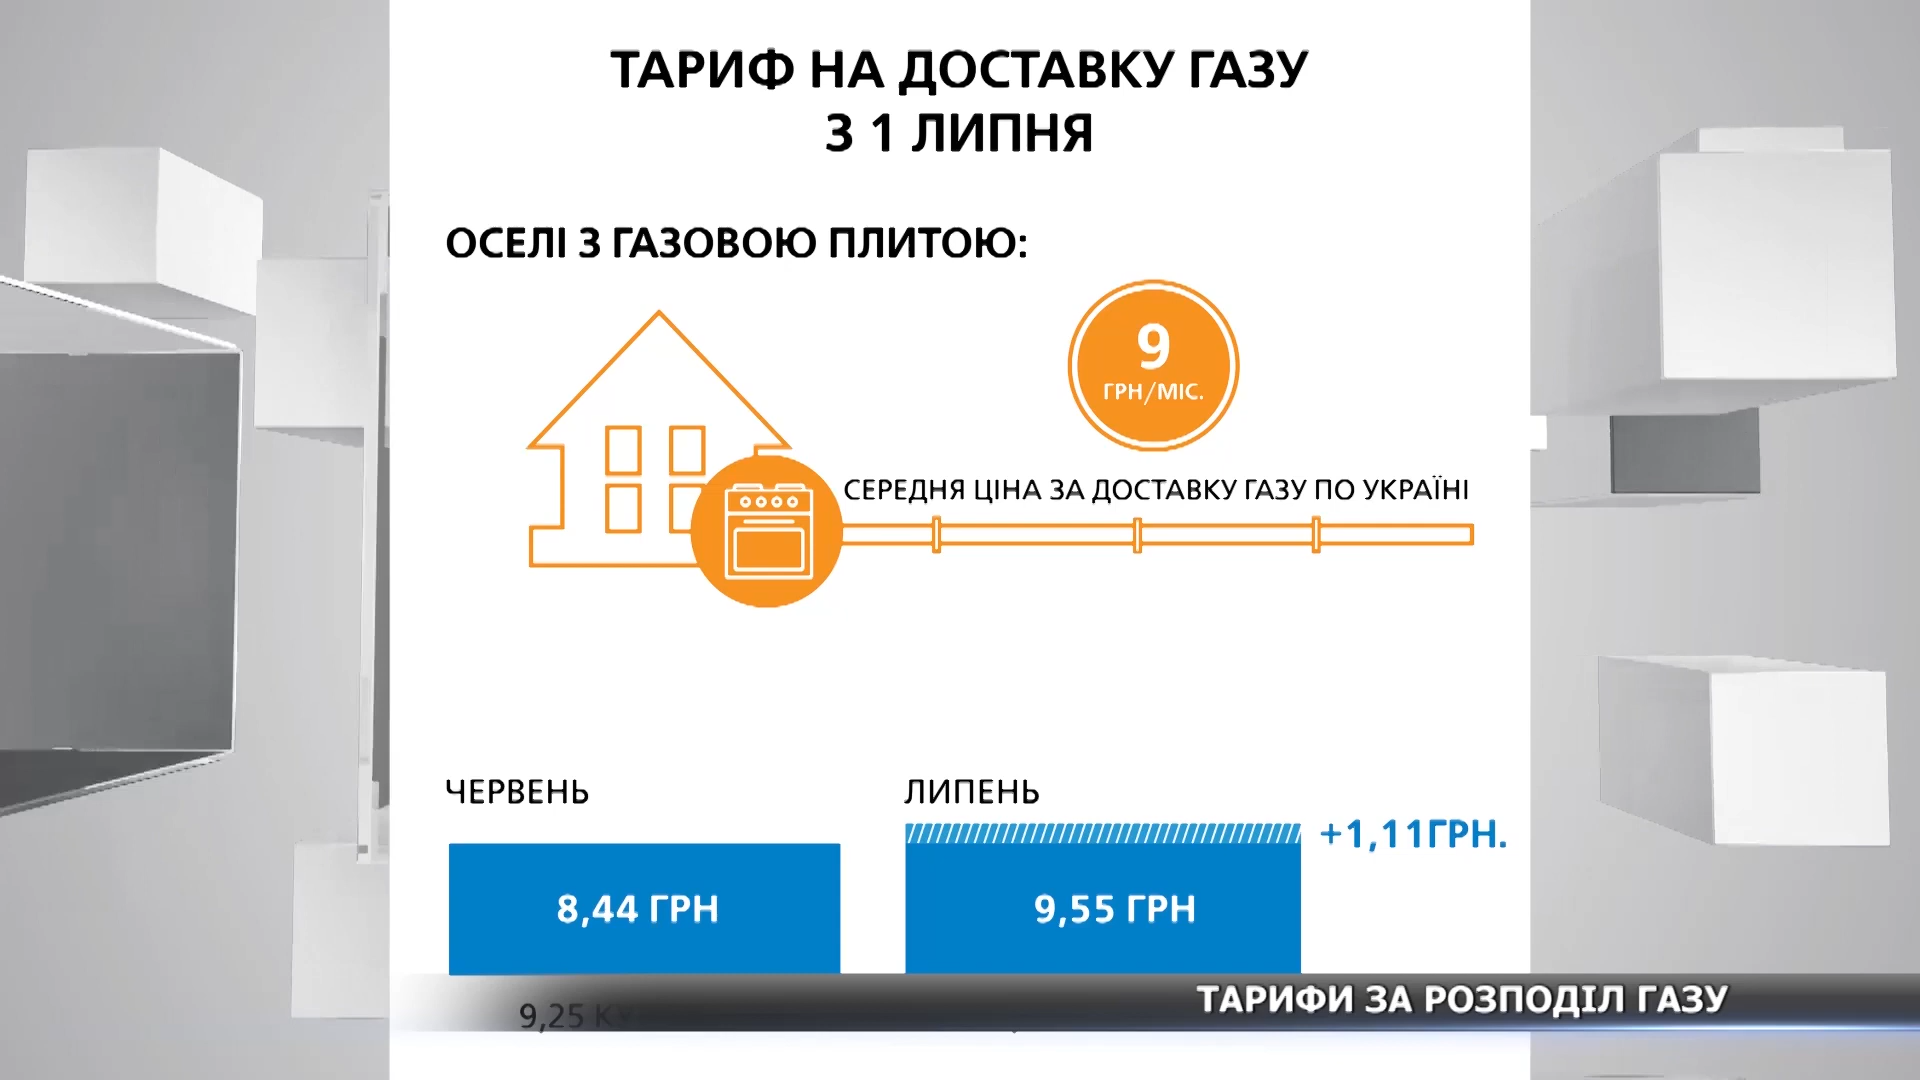 ТАРИФ НА ДОСТАВКУ ГАЗУ
З 1 ЛИПНЯ
ОСЕЛІ З ГАЗОВОЮ ПЛИТОЮ:
9
ГРН/МІС.
СЕРЕДНЯ ЦІНА ЗА ДОСТАВКУ ГАЗУ ПО УКРАЇНІ
ЧЕРВЕНЬ
ЛИПЕНЬ
+1,11ГРН.
8,44 ГРН
9,55 ГРН
ТАРИФИ ЗА РОЗПОДІЛ ГАЗУ
9,25